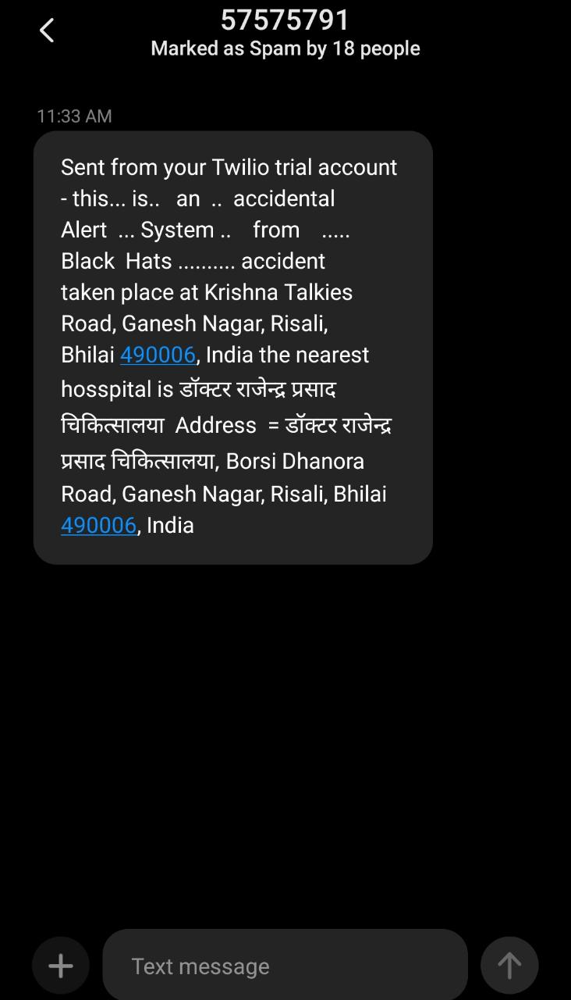 57575791
Marked as Spam by 18 people
11:33 AM
Sent from your Twilio trial account
- this... is.. an .. accidental
Alert ... System .. from .....
Black Hats .......... accident
taken place at Krishna Talkies
Road, Ganesh Nagar, Risali,
Bhilai 490006, India the nearest
hosspital is डॉक्टर राजेन्द्र प्रसाद
चिकित्सालया Address = डॉक्टर राजेन्द्र
प्रसाद चिकित्सालया, Borsi Dhanora
Road, Ganesh Nagar, Risali, Bhilai
490006, India
Text message